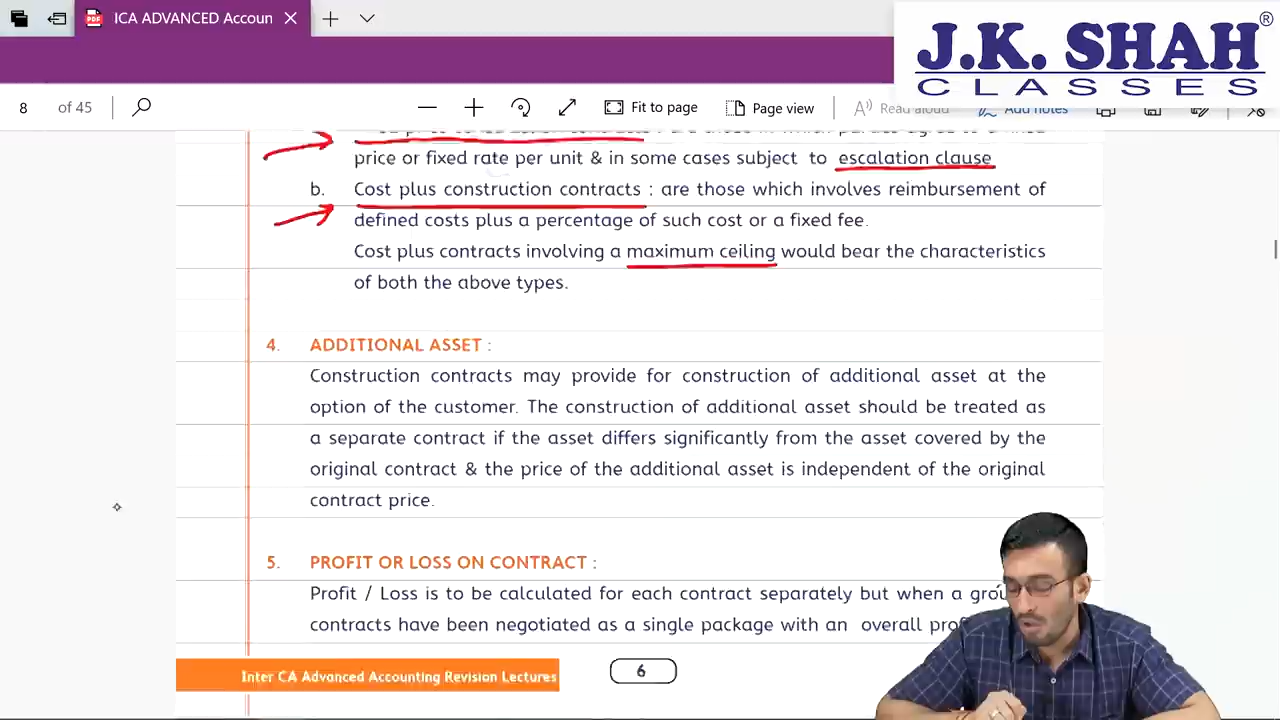 ICA ADVANCED Accoun
J.K. SHAH®
CLASSES
8 of 45
Fit to page
Page view
Read aloud
Add notes
price or fixed rate per unit & in some cases subject to escalation clause
b. Cost plus construction contracts : are those which involves reimbursement of
defined costs plus a percentage of such cost or a fixed fee.
Cost plus contracts involving a maximum ceiling would bear the characteristics
of both the above types.
4. ADDITIONAL ASSET :
Construction contracts may provide for construction of additional asset at the
option of the customer. The construction of additional asset should be treated as
a separate contract if the asset differs significantly from the asset covered by the
original contract & the price of the additional asset is independent of the original
contract price.
5. PROFIT OR LOSS ON CONTRACT :
Profit / Loss is to be calculated for each contract separately but when a
contracts have been negotiated as a single package with an overall
Inter CA Advanced Accounting Revision Lectures
6